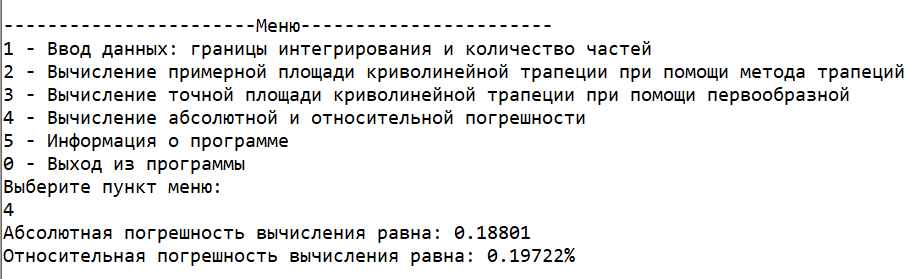 -----------------------Меню-----------------------
1 - Ввод данных: границы интегрирования и количество частей
2 - Вычисление примерной площади криволинейной трапеции при помощи метода трапеций
3 - Вычисление точной площади криволинейной трапеции при помощи первообразной
4 - Вычисление абсолютной и относительной погрешности
5 - Информация о программе
0 - Выход из программы
Выберите пункт меню:
4
Абсолютная погрешность вычисления равна: 0.18801
Относительная погрешность вычисления равна: 0.19722%